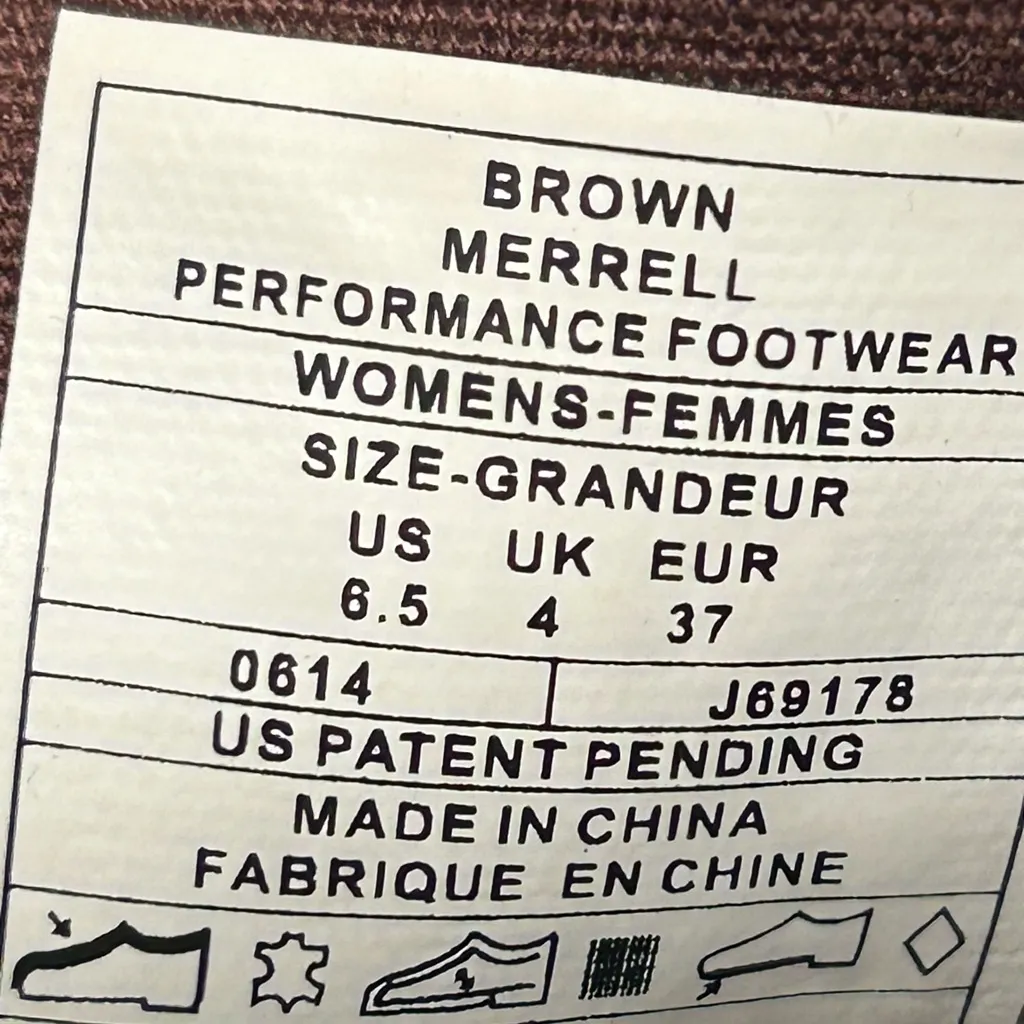 BROWN
MERRELL
PERFORMANCE FOOTWEAR
WOMENS-FEMMES
SIZE-GRANDEUR
US UK EUR
6.5 4 37
0614 J69178
US PATENT PENDING
MADE IN CHINA
FABRIQUE EN CHINE